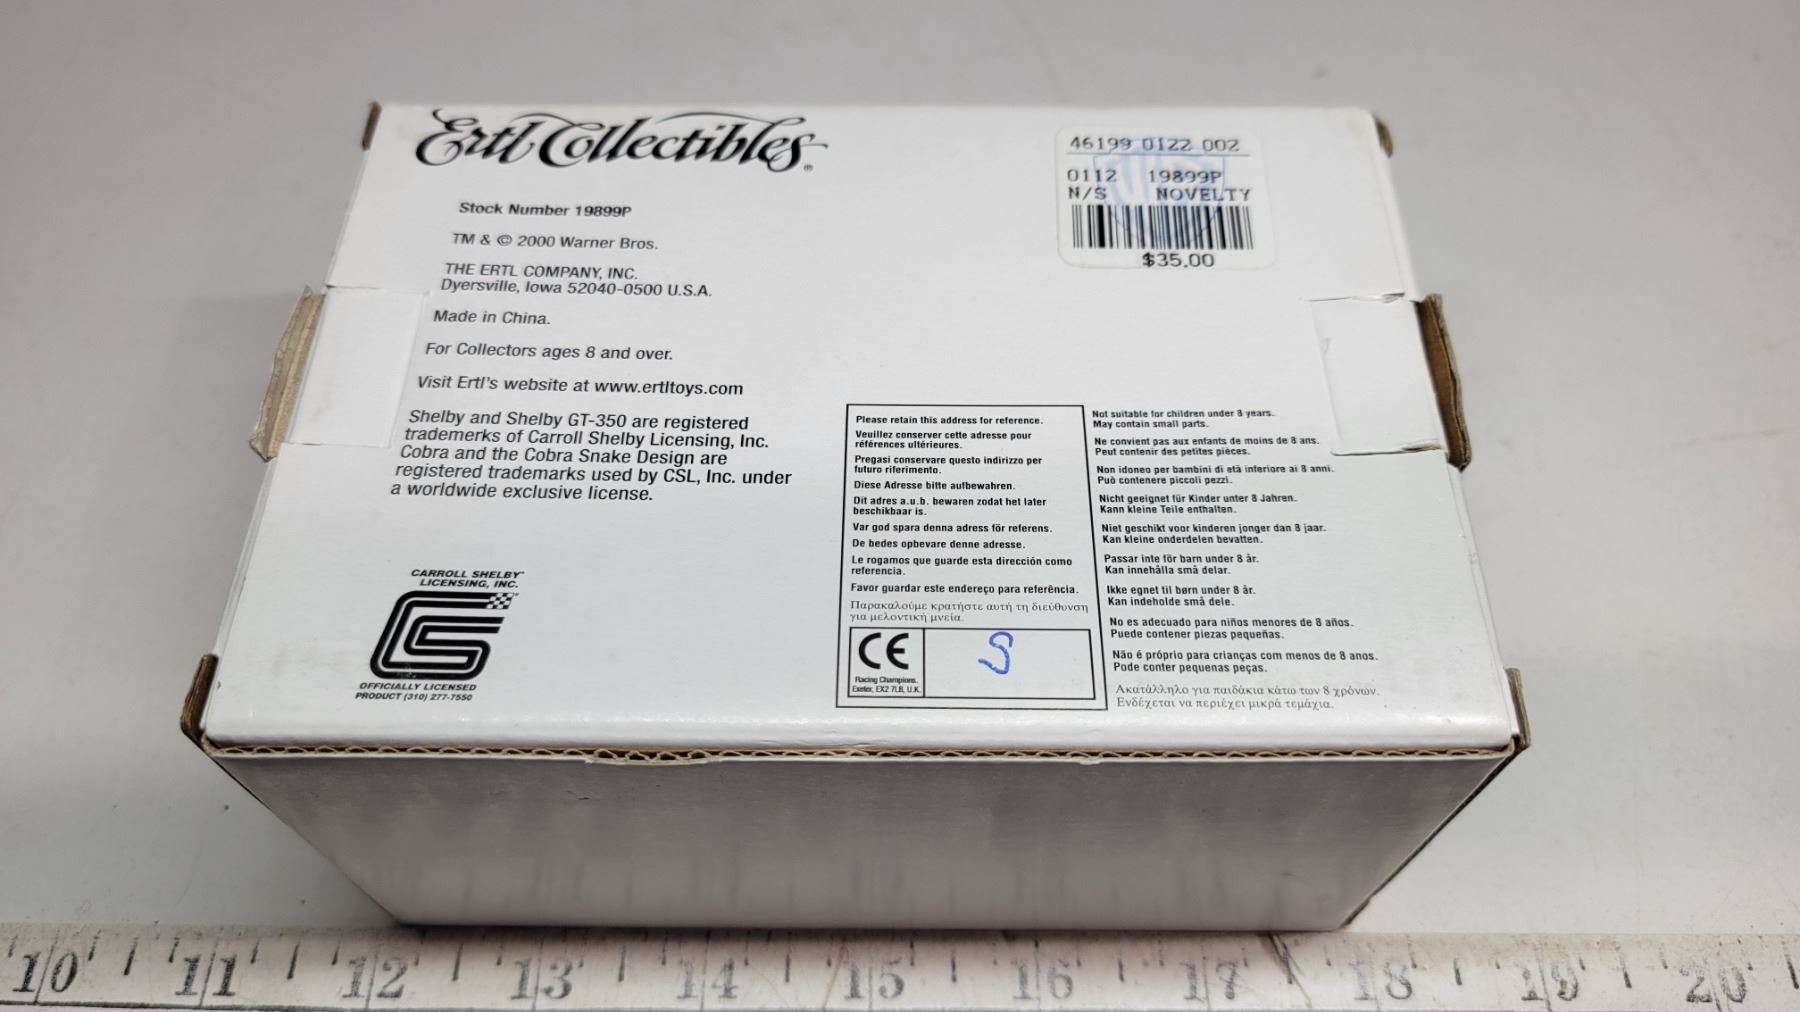 Ertl Collectibles®
Stock Number 19899P
TM & © 2000 Warner Bros.
THE ERTL COMPANY, INC.
Dyersville, Iowa 52040-0500 U.S.A.
Made in China.
For Collectors ages 8 and over.
Visit Ertl's website at www.ertltoys.com
Shelby and Shelby GT-350 are registered
trademerks of Carroll Shelby Licensing, Inc.
Cobra and the Cobra Snake Design are
registered trademarks used by CSL, Inc. under
a worldwide exclusive license.
CARROLL SHELBY™
LICENSING, INC.
CS
OFFICIALLY LICENSED
PRODUCT (310) 277-7550
46199 0122 002
0112 19899P
N/S NOVELTY
$35.00
Please retain this address for reference.
Veuillez conserver cette adresse pour
références ultérieures.
Pregasi conservare questo indirizzo per
futuro riferimento.
Diese Adresse bitte aufbewahren.
Dit adres a.u.b. bewaren zodat het later
beschikbaar is.
Var god spara denna adress för referens.
De bedes opbevare denne adresse.
Le rogamos que guarde esta dirección como
referencia.
Favor guardar este endereço para referência.
Παρακαλούμε κρατήστε αυτή τη διεύθυνση
για μελοντική μνεία.
CE
Racing Champions.
Exeter, EX2 7LB, U.K.
S
Not suitable for children under 8 years.
May contain small parts.
Ne convient pas aux enfants de moins de 8 ans.
Peut contenir des petites pièces.
Non idoneo per bambini di età inferiore ai 8 anni.
Può contenere piccoli pezzi.
Nicht geeignet für Kinder unter 8 Jahren.
Kann kleine Teile enthalten.
Niet geschikt voor kinderen jonger dan 8 jaar.
Kan kleine onderdelen bevatten.
Passar inte för barn under 8 år.
Kan innehålla små delar.
Ikke egnet til børn under 8 år.
Kan indeholde små dele.
No es adecuado para niños menores de 8 años.
Puede contener piezas pequeñas.
Não é próprio para crianças com menos de 8 anos.
Pode conter pequenas peças.
Ακατάλληλο για παιδάκια κάτω των 8 χρόνων.
Ενδέχεται να περιέχει μικρά τεμάχια.
10 11 12 13 14 15 16 17 18 19 20